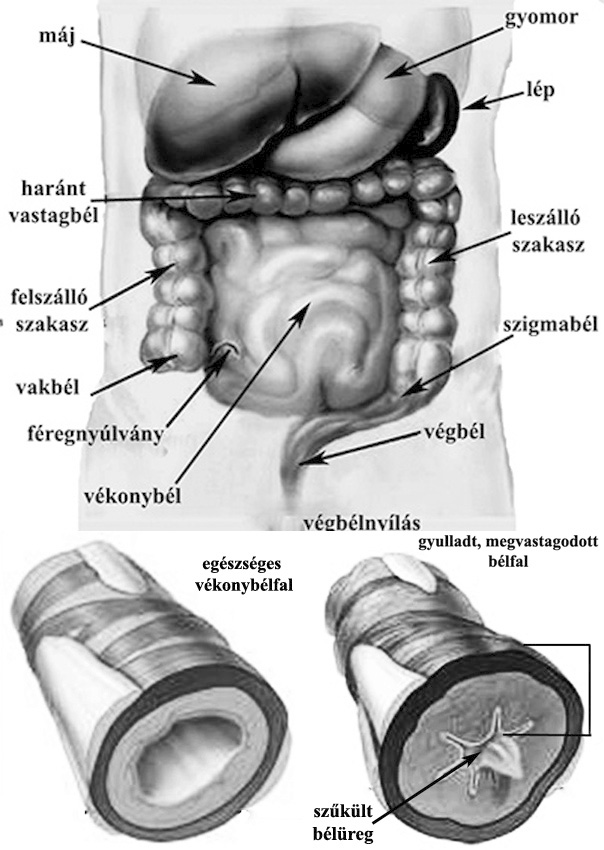 gyomor
máj
lép
haránt
vastagbél
leszálló
szakasz
felszálló
szakasz
szigmabél
vakbél
féregnyúlvány
végbél
vékonybél
végbélnyílás
egészséges
vékonybélfal
gyulladt, megvastagodott
bélfal
szűkült
bélüreg